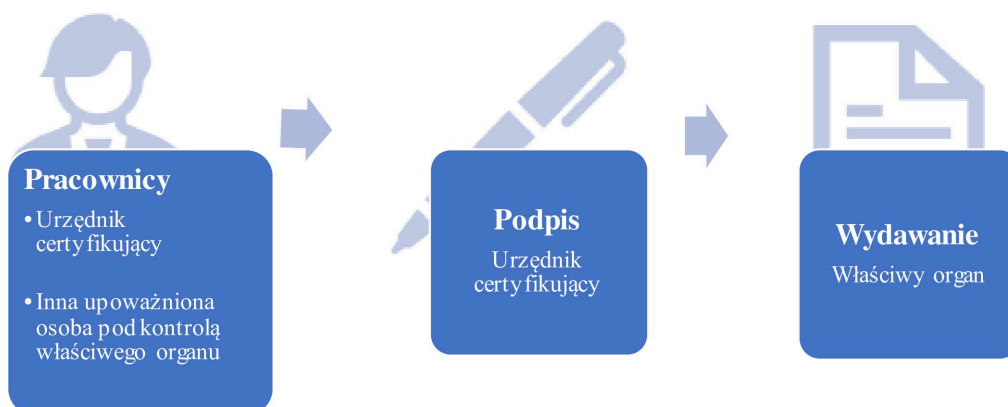 Pracownicy
• Urzędnik
certyfikujący
• Inna upoważniona
osoba pod kontrolą
właściwego organu
Podpis
Urzędnik
certyfikujący
Wydawanie
Właściwy organ